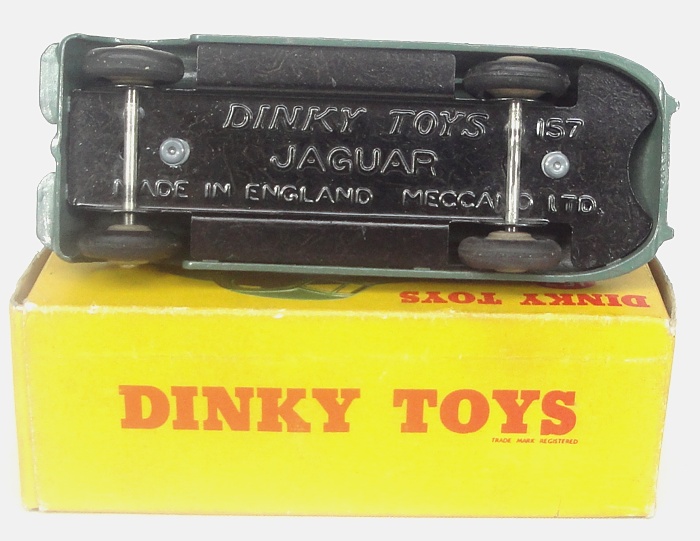 DINKY TOYS 157
JAGUAR
MADE IN ENGLAND MECCANO LTD.
DINKY TOYS
DINKY TOYS
TRADE MARK REGISTERED